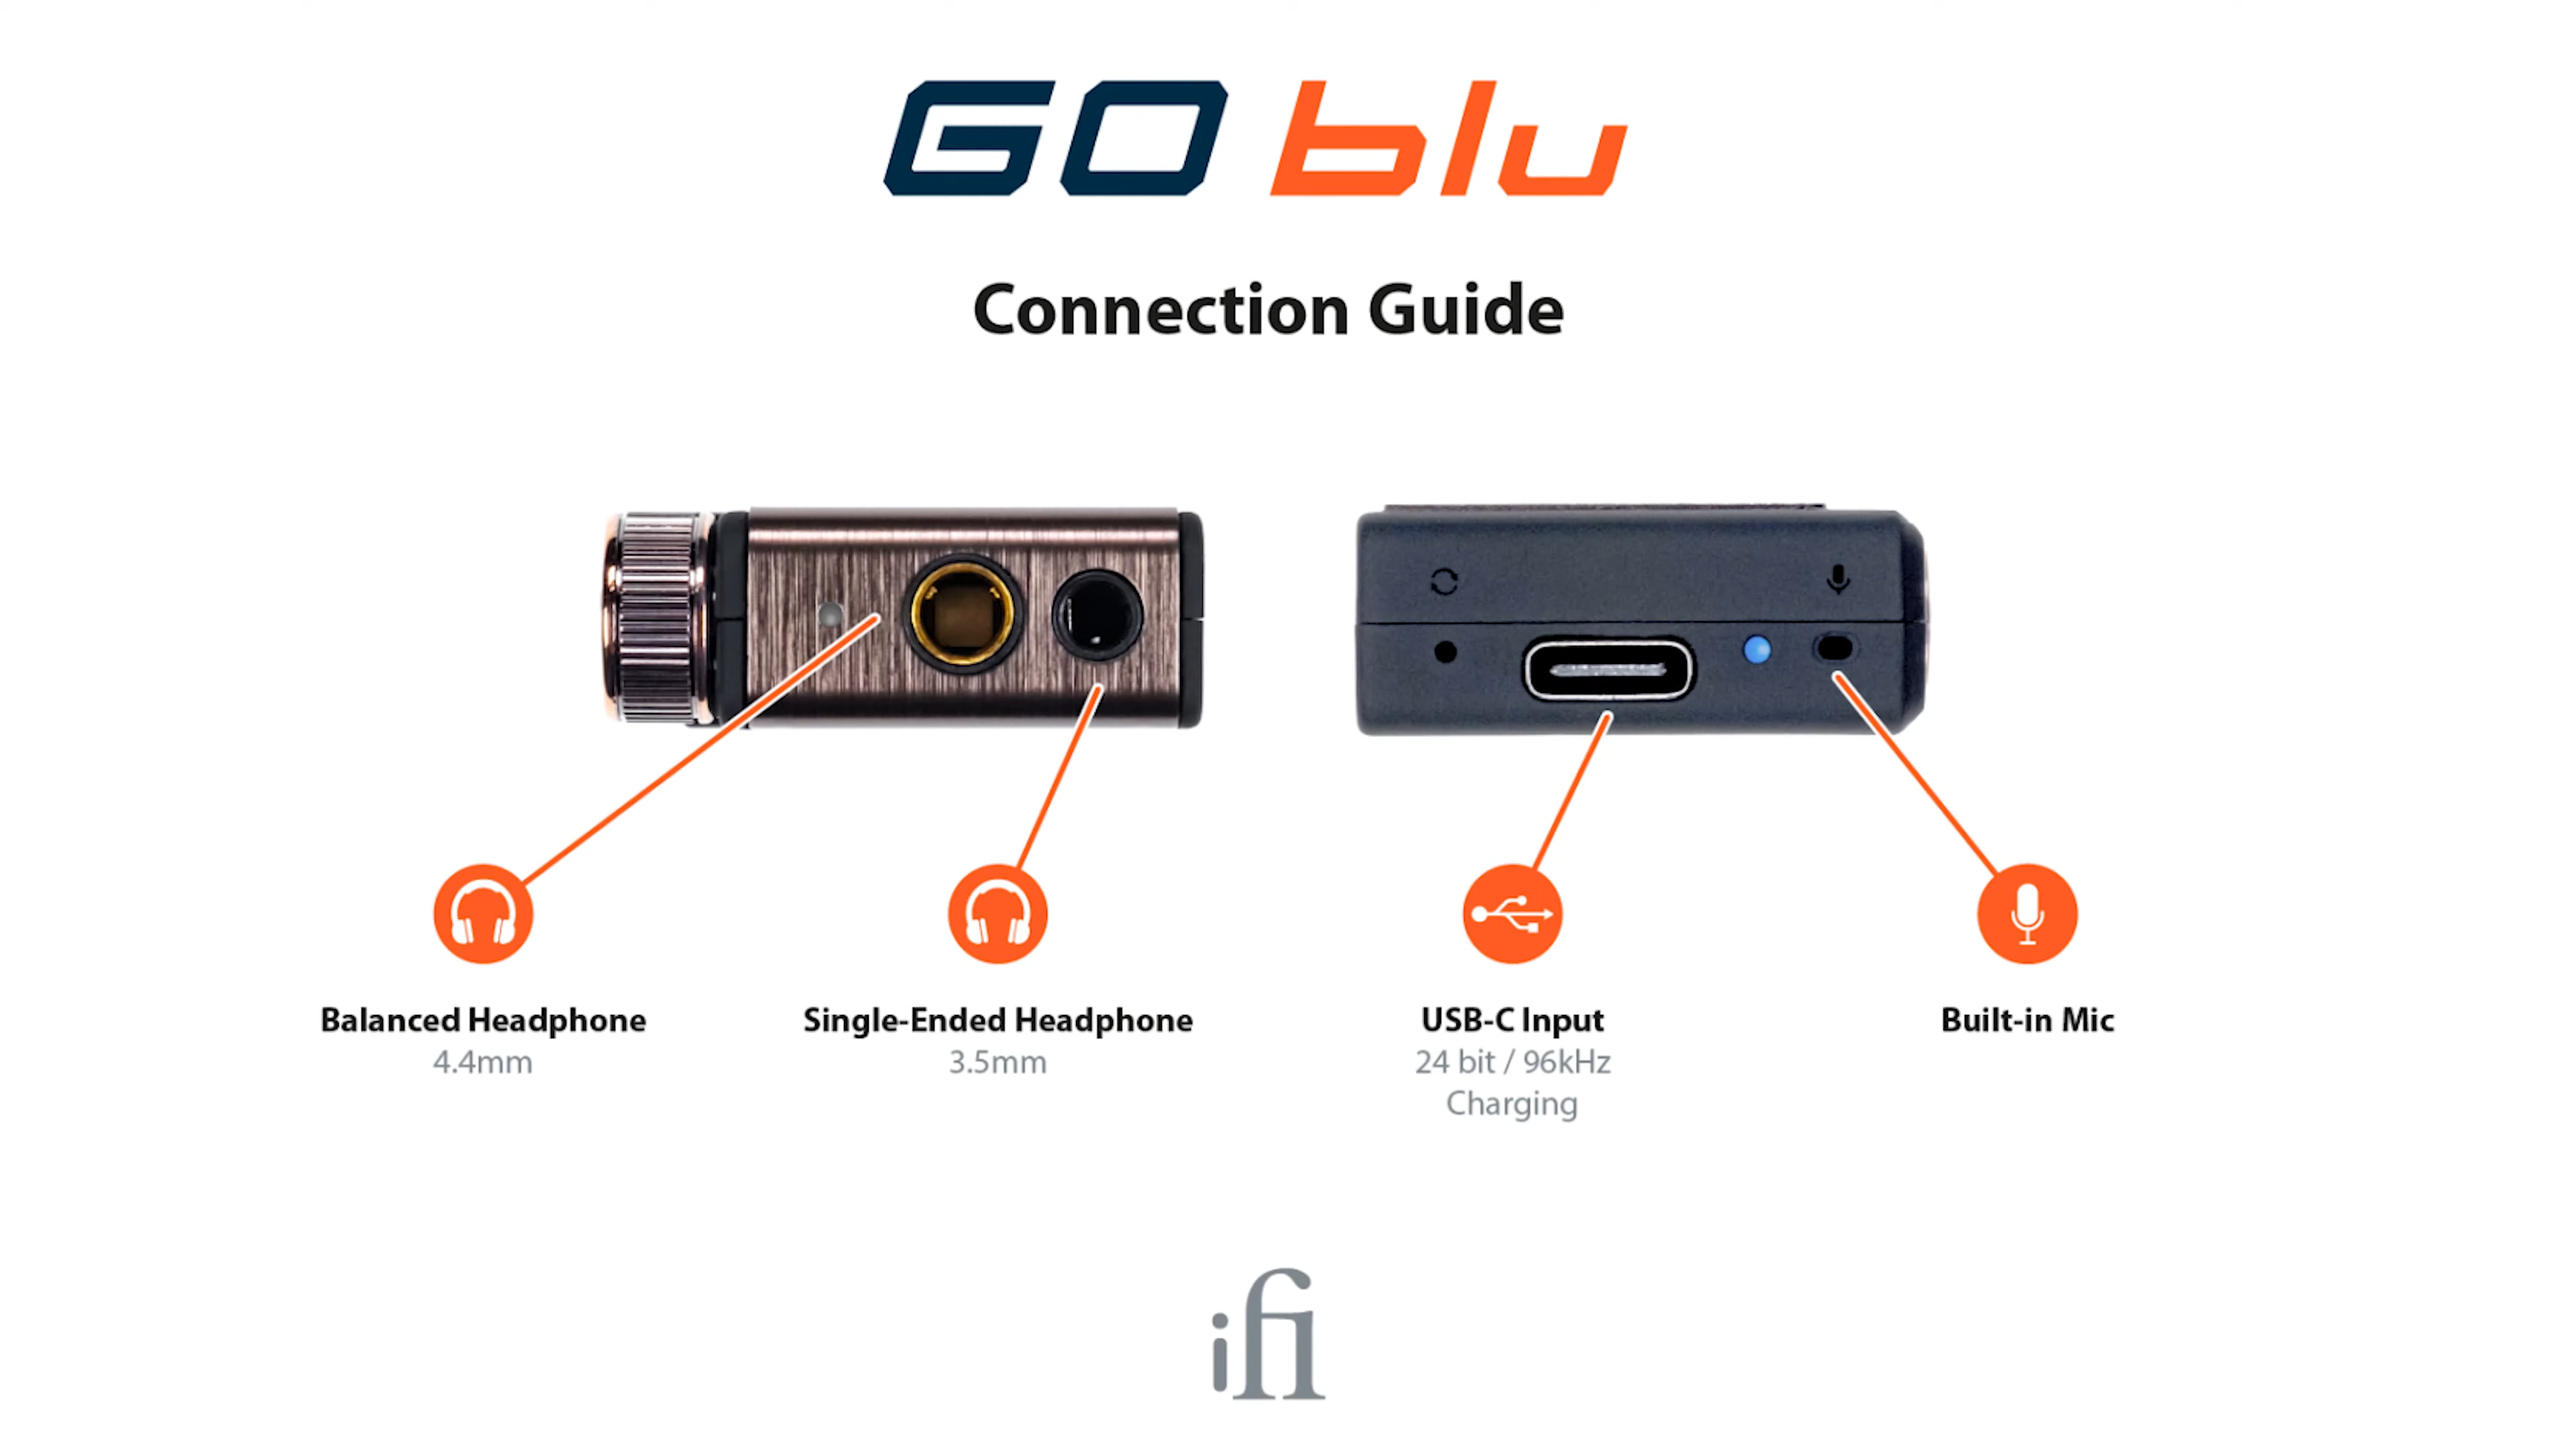 GO blu
Connection Guide
Balanced Headphone
4.4mm
Single-Ended Headphone
3.5mm
USB-C Input
24 bit / 96kHz
Charging
Built-in Mic
ifi